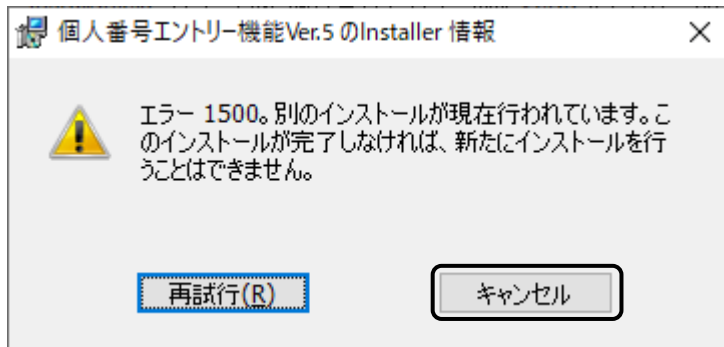 個人番号エントリー機能Ver.5 のInstaller 情報
エラー 1500。別のインストールが現在行われています。こ
のインストールが完了しなければ、新たにインストールを行
うことはできません。
再試行(R)
キャンセル